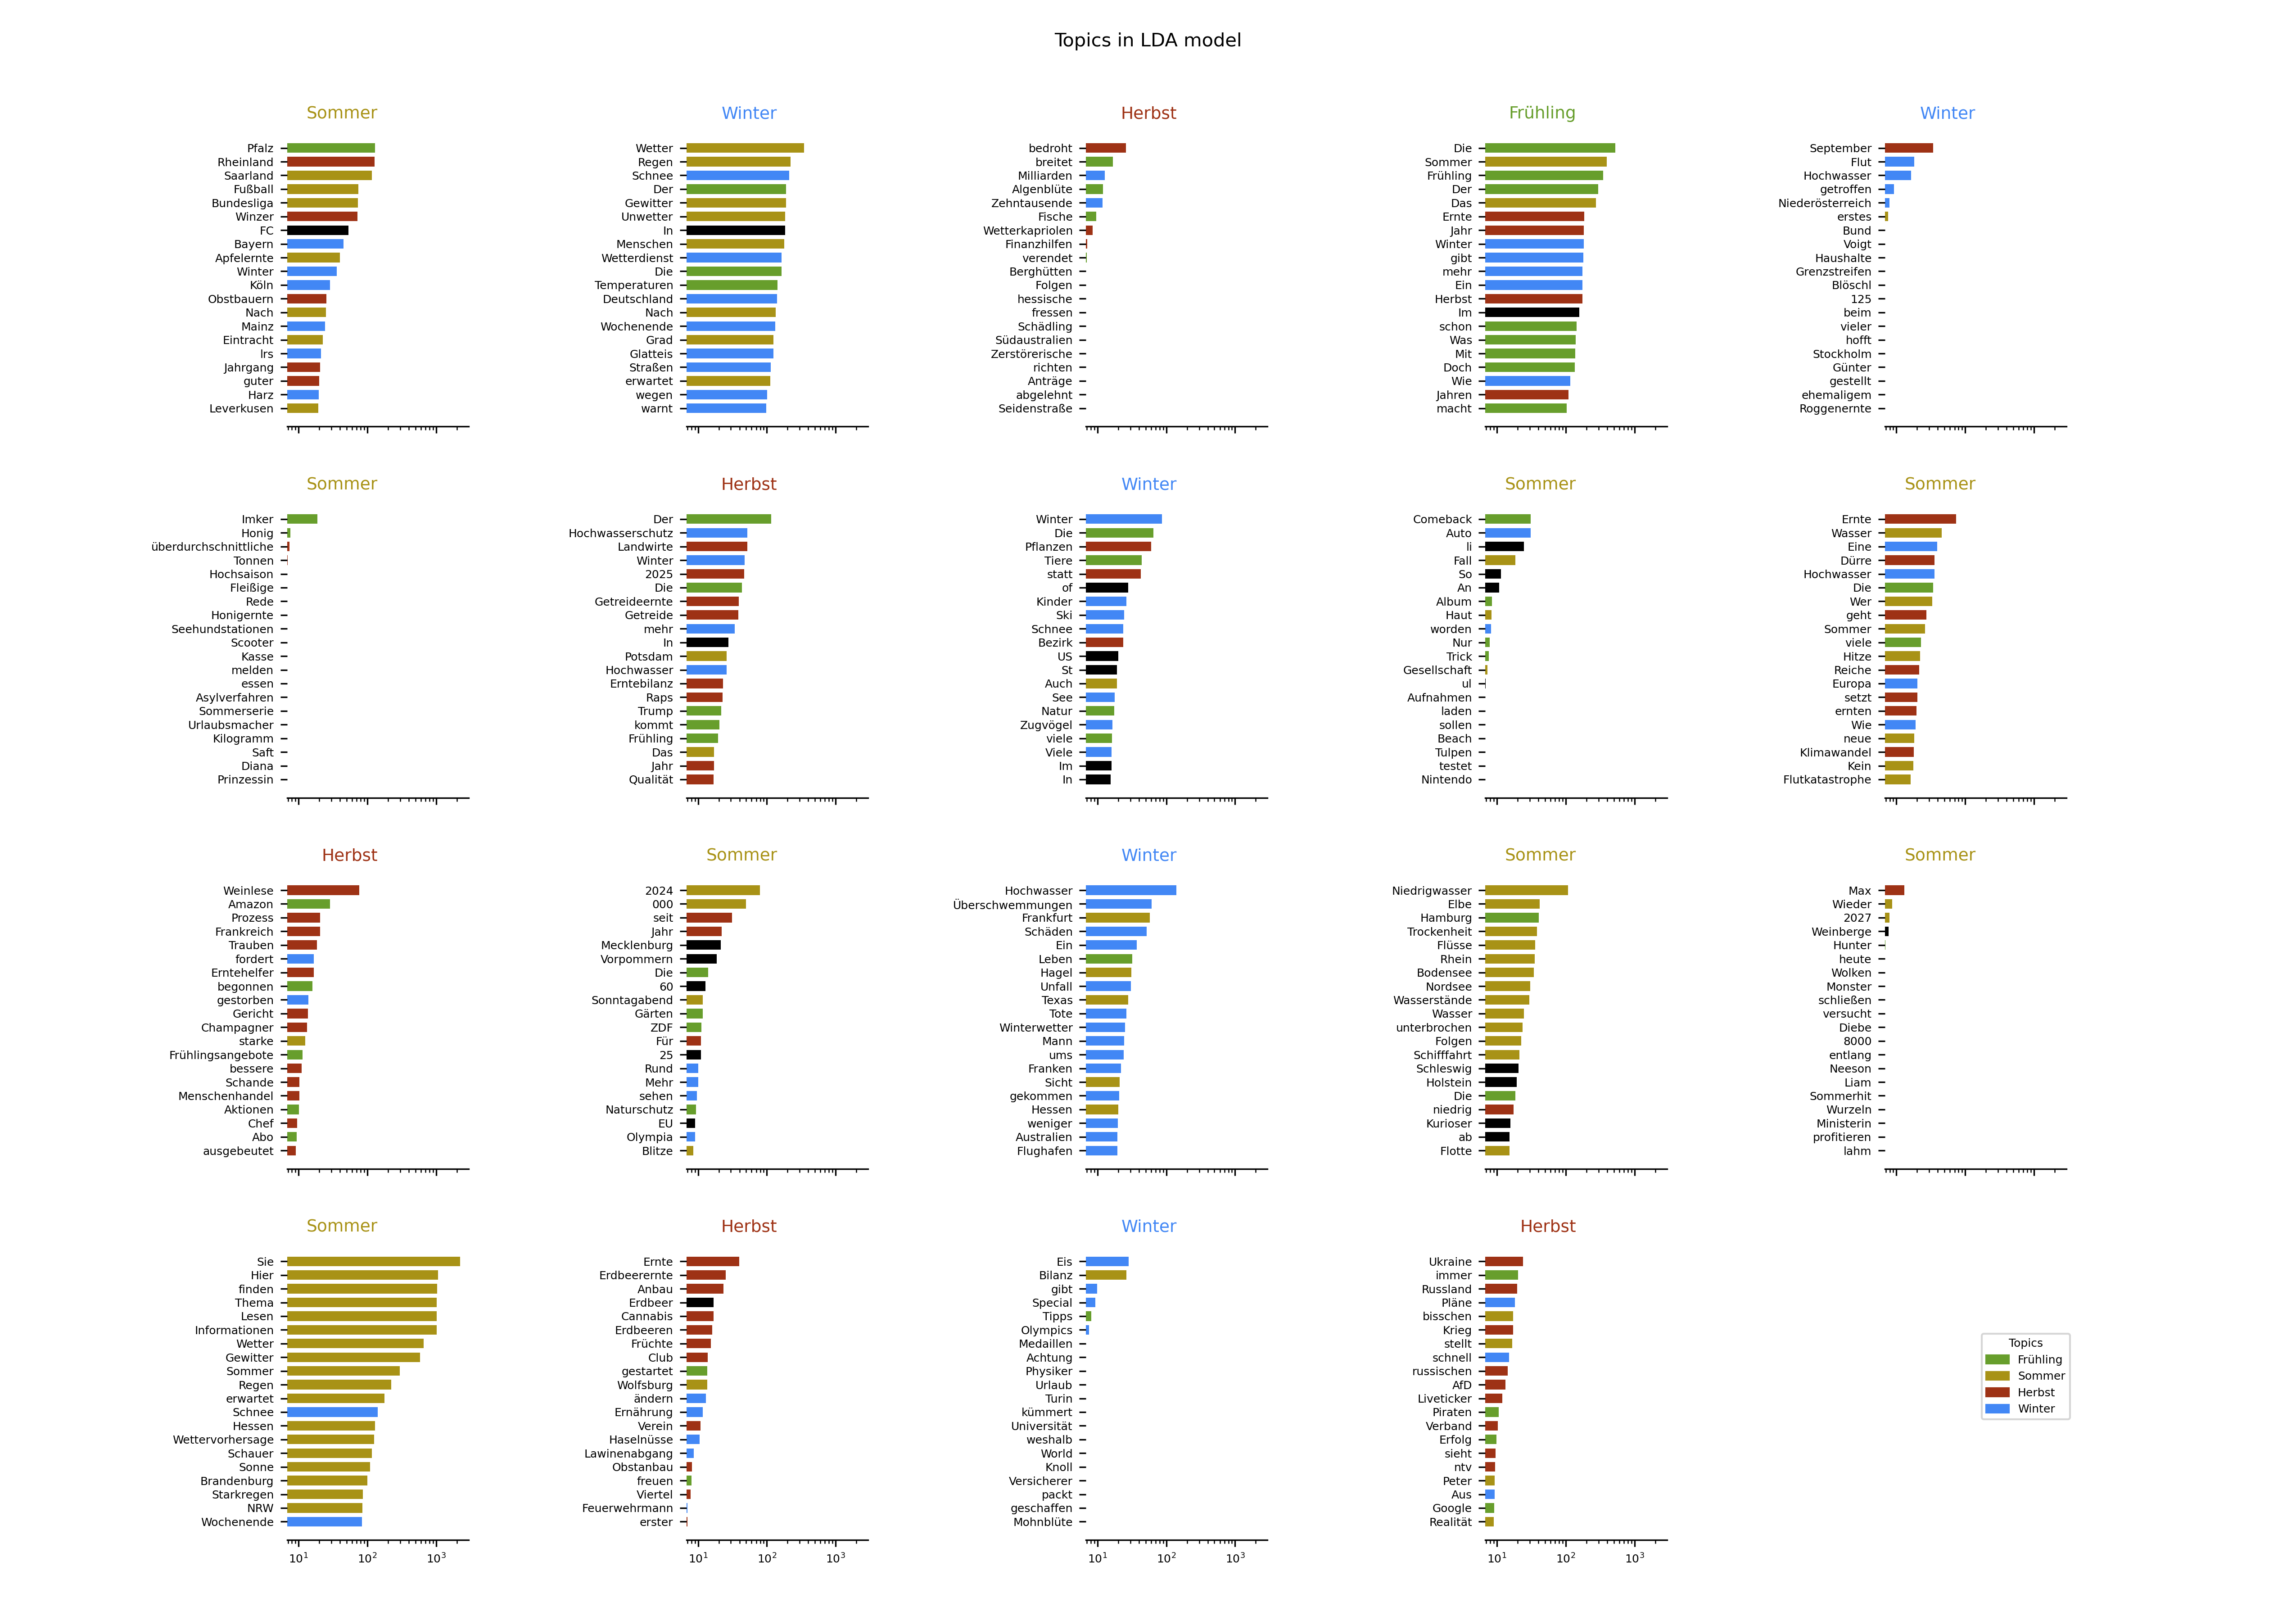 Topics in LDA model
Sommer
Pfalz
Rheinland
Saarland
Fußball
Bundesliga
Winzer
FC
Bayern
Apfelernte
Winter
Köln
Obstbauern
Nach
Mainz
Eintracht
lrs
Jahrgang
guter
Harz
Leverkusen
Winter
Wetter
Regen
Schnee
Der
Gewitter
Unwetter
In
Menschen
Wetterdienst
Die
Temperaturen
Deutschland
Nach
Wochenende
Grad
Glatteis
Straßen
erwartet
wegen
warnt
Herbst
bedroht
breitet
Milliarden
Algenblüte
Zehntausende
Fische
Wetterkapriolen
Finanzhilfen
verendet
Berghütten
Folgen
hessische
fressen
Schädling
Südaustralien
Zerstörerische
richten
Anträge
abgelehnt
Seidenstraße
Frühling
Die
Sommer
Frühling
Der
Das
Ernte
Jahr
Winter
gibt
mehr
Ein
Herbst
Im
schon
Was
Mit
Doch
Wie
Jahren
macht
Winter
September
Flut
Hochwasser
getroffen
Niederösterreich
erstes
Bund
Voigt
Haushalte
Grenzstreifen
Blöschl
125
beim
vieler
hofft
Stockholm
Günter
gestellt
ehemaligem
Roggenernte
Sommer
Imker
Honig
überdurchschnittliche
Tonnen
Hochsaison
Fleißige
Rede
Honigernte
Seehundstationen
Scooter
Kasse
melden
essen
Asylverfahren
Sommerserie
Urlaubsmacher
Kilogramm
Saft
Diana
Prinzessin
Herbst
Der
Hochwasserschutz
Landwirte
Winter
2025
Die
Getreideernte
Getreide
mehr
In
Potsdam
Hochwasser
Erntebilanz
Raps
Trump
kommt
Frühling
Das
Jahr
Qualität
Winter
Winter
Die
Pflanzen
Tiere
statt
of
Kinder
Ski
Schnee
Bezirk
US
St
Auch
See
Natur
Zugvögel
viele
Viele
Im
In
Sommer
Comeback
Auto
li
Fall
So
An
Album
Haut
worden
Nur
Trick
Gesellschaft
ul
Aufnahmen
laden
sollen
Beach
Tulpen
testet
Nintendo
Sommer
Ernte
Wasser
Eine
Dürre
Hochwasser
Die
Wer
geht
Sommer
viele
Hitze
Reiche
Europa
setzt
ernten
Wie
neue
Klimawandel
Kein
Flutkatastrophe
Herbst
Weinlese
Amazon
Prozess
Frankreich
Trauben
fordert
Erntehelfer
begonnen
gestorben
Gericht
Champagner
starke
Frühlingsangebote
bessere
Schande
Menschenhandel
Aktionen
Chef
Abo
ausgebeutet
Sommer
2024
000
seit
Jahr
Mecklenburg
Vorpommern
Die
60
Sonntagabend
Gärten
ZDF
Für
25
Rund
Mehr
sehen
Naturschutz
EU
Olympia
Blitze
Winter
Hochwasser
Überschwemmungen
Frankfurt
Schäden
Ein
Leben
Hagel
Unfall
Texas
Tote
Winterwetter
Mann
ums
Franken
Sicht
gekommen
Hessen
weniger
Australien
Flughafen
Sommer
Niedrigwasser
Elbe
Hamburg
Trockenheit
Flüsse
Rhein
Bodensee
Nordsee
Wasserstände
Wasser
unterbrochen
Folgen
Schifffahrt
Schleswig
Holstein
Die
niedrig
Kurioser
ab
Flotte
Sommer
Max
Wieder
2027
Weinberge
Hunter
heute
Wolken
Monster
schließen
versucht
Diebe
8000
entlang
Neeson
Liam
Sommerhit
Wurzeln
Ministerin
profitieren
lahm
Sommer
Sie
Hier
finden
Thema
Lesen
Informationen
Wetter
Gewitter
Sommer
Regen
erwartet
Schnee
Hessen
Wettervorhersage
Schauer
Sonne
Brandenburg
Starkregen
NRW
Wochenende
10¹ 10² 10³
Herbst
Ernte
Erdbeerernte
Anbau
Erdbeer
Cannabis
Erdbeeren
Früchte
Club
gestartet
Wolfsburg
ändern
Ernährung
Verein
Haselnüsse
Lawinenabgang
Obstanbau
freuen
Viertel
Feuerwehrmann
erster
10¹ 10² 10³
Winter
Eis
Bilanz
gibt
Special
Tipps
Olympics
Medaillen
Achtung
Physiker
Urlaub
Turin
kümmert
Universität
weshalb
World
Knoll
Versicherer
packt
geschaffen
Mohnblüte
10¹ 10² 10³
Herbst
Ukraine
immer
Russland
Pläne
bisschen
Krieg
stellt
schnell
russischen
AfD
Liveticker
Piraten
Verband
Erfolg
sieht
ntv
Peter
Aus
Google
Realität
10¹ 10² 10³
Topics
Frühling
Sommer
Herbst
Winter